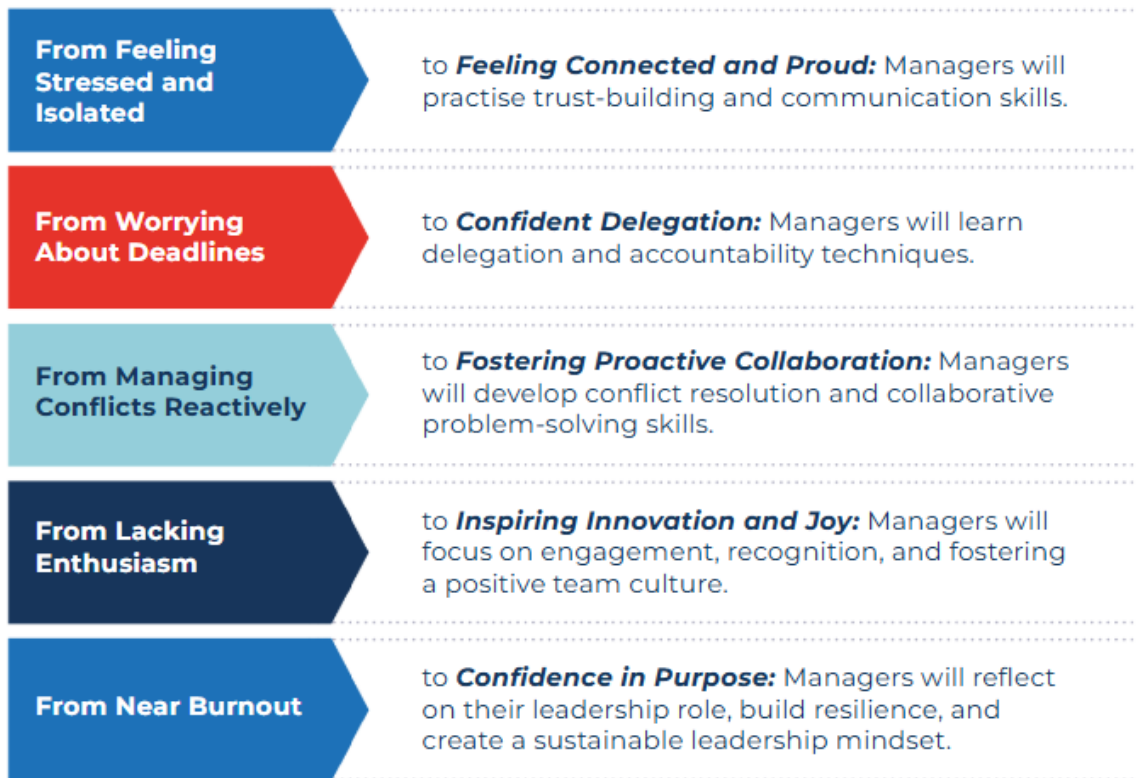 From Feeling
Stressed and
Isolated
to Feeling Connected and Proud: Managers will
practise trust-building and communication skills.
From Worrying
About Deadlines
to Confident Delegation: Managers will learn
delegation and accountability techniques.
From Managing
Conflicts Reactively
to Fostering Proactive Collaboration: Managers
will develop conflict resolution and collaborative
problem-solving skills.
From Lacking
Enthusiasm
to Inspiring Innovation and Joy: Managers will
focus on engagement, recognition, and fostering
a positive team culture.
From Near Burnout
to Confidence in Purpose: Managers will reflect
on their leadership role, build resilience, and
create a sustainable leadership mindset.